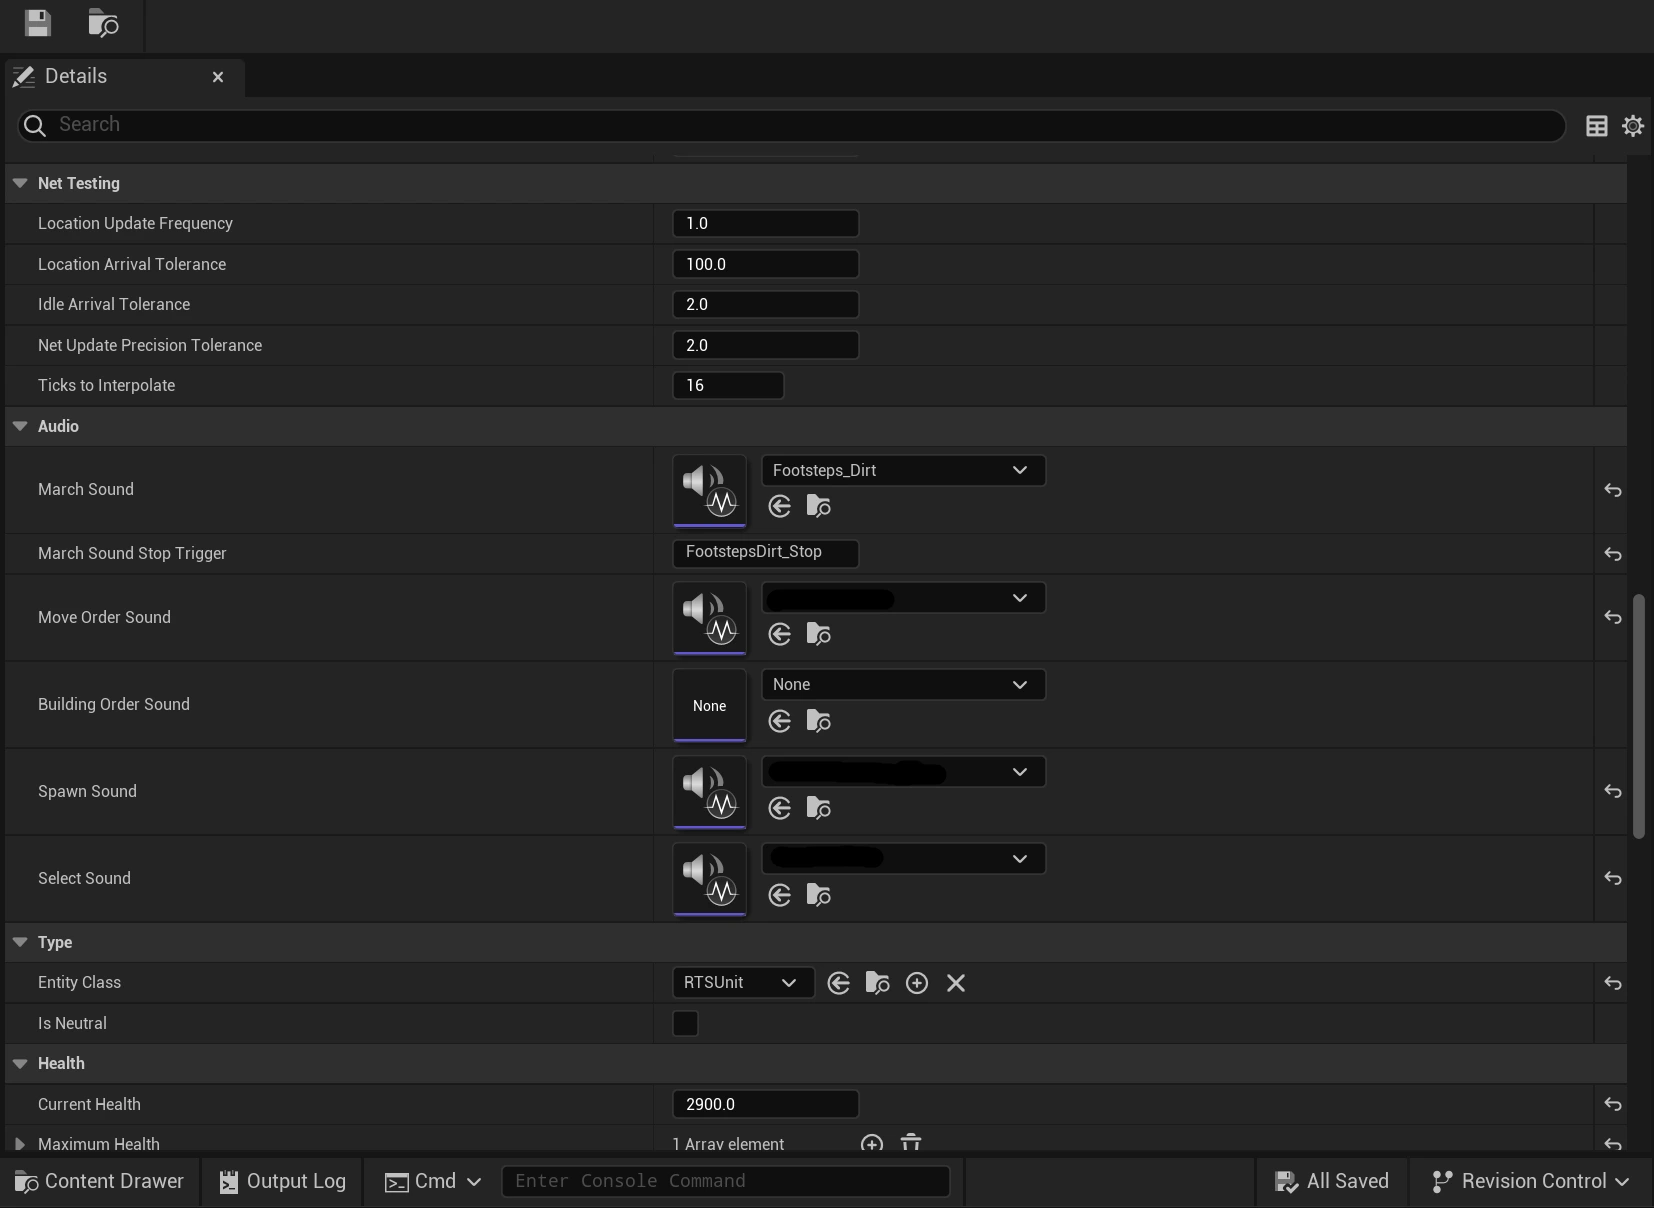 Details
Search
Net Testing
Location Update Frequency 1.0
Location Arrival Tolerance 100.0
Idle Arrival Tolerance 2.0
Net Update Precision Tolerance 2.0
Ticks to Interpolate 16
Audio
March Sound Footsteps_Dirt
March Sound Stop Trigger FootstepsDirt_Stop
Move Order Sound
Building Order Sound None None
Spawn Sound
Select Sound
Type
Entity Class RTSUnit
Is Neutral
Health
Current Health 2900.0
Maximum Health 1 Array element
Content Drawer Output Log Cmd Enter Console Command All Saved Revision Control